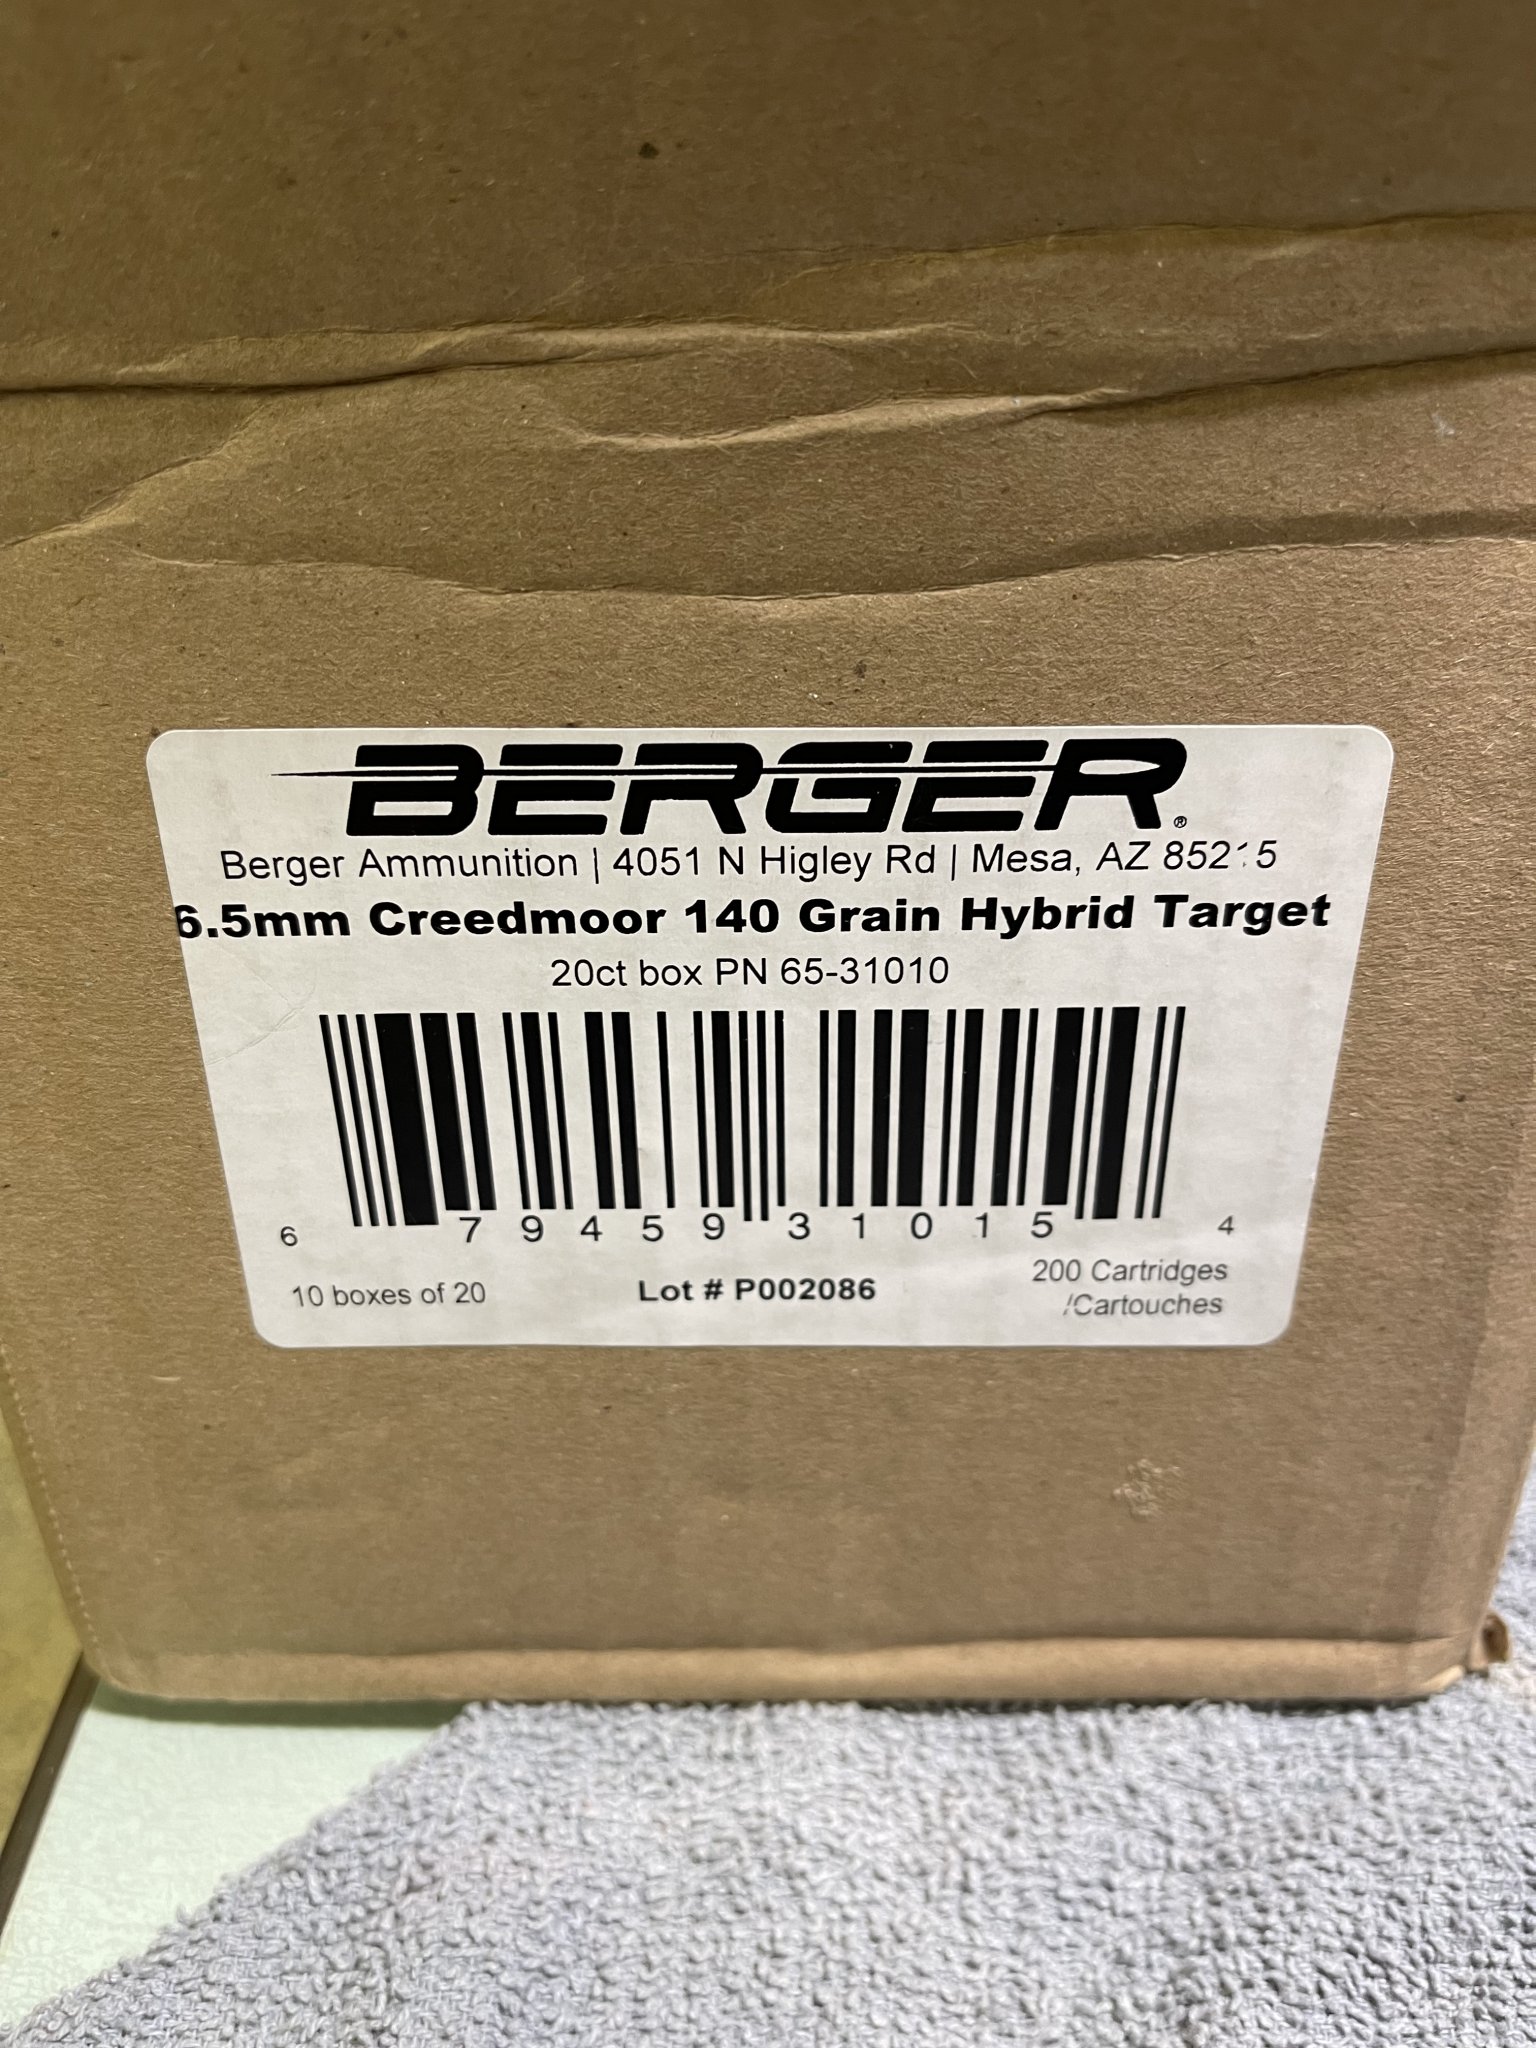 BERGER®
Berger Ammunition | 4051 N Higley Rd | Mesa, AZ 85215
6.5mm Creedmoor 140 Grain Hybrid Target
20ct box PN 65-31010
6 79459 31015 4
10 boxes of 20
Lot # P002086
200 Cartridges
/Cartouches